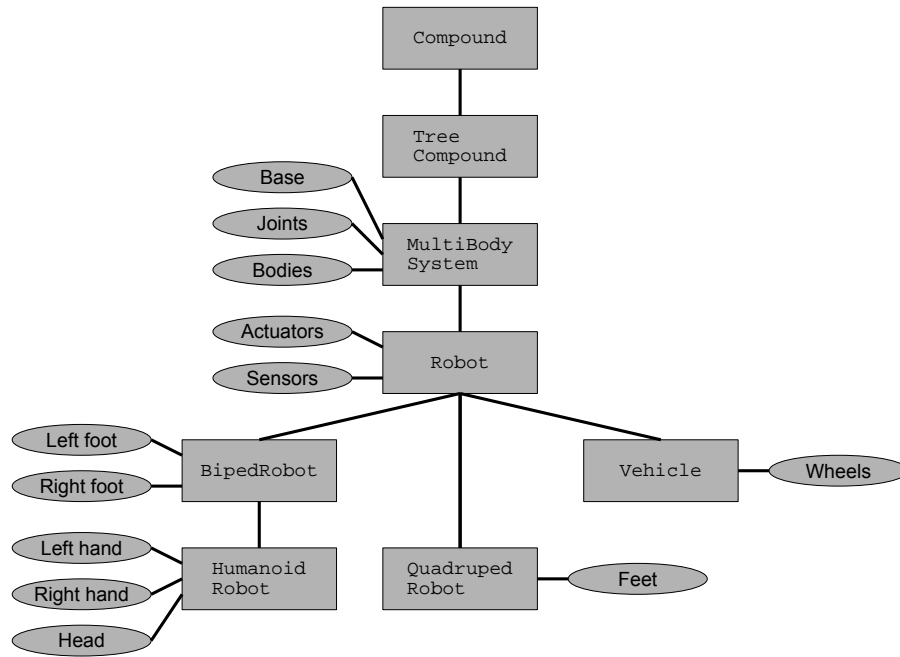 Compound
Tree
Compound
Base
Joints
Bodies
MultiBody
System
Actuators
Sensors
Robot
Left foot
Right foot
BipedRobot
Vehicle
Wheels
Left hand
Right hand
Head
Humanoid
Robot
Quadruped
Robot
Feet